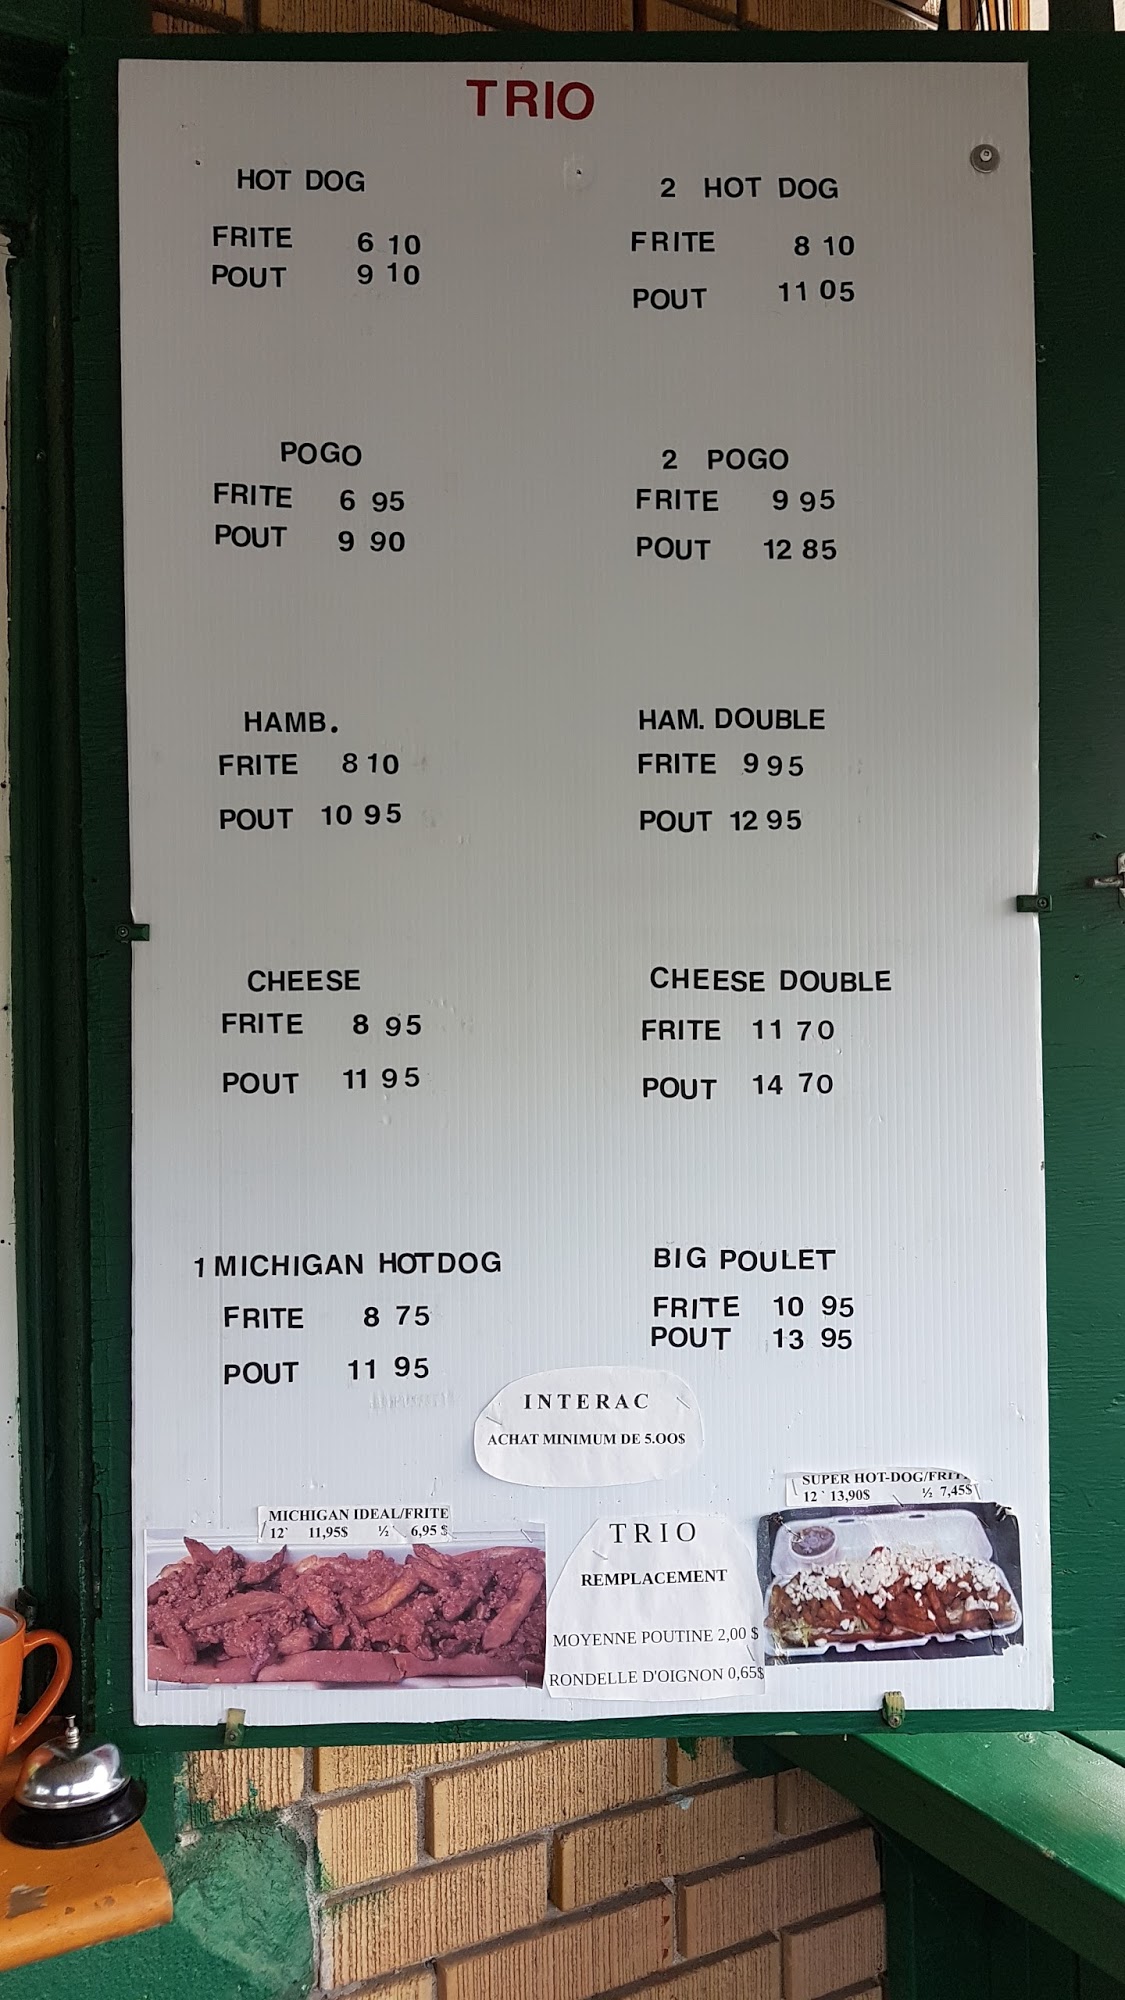 TRIO
HOT DOG
FRITE 6 10
POUT 9 10
2 HOT DOG
FRITE 8 10
POUT 11 05
POGO
FRITE 6 95
POUT 9 90
2 POGO
FRITE 9 95
POUT 12 85
HAMB.
FRITE 8 10
POUT 10 95
HAM. DOUBLE
FRITE 9 95
POUT 12 95
CHEESE
FRITE 8 95
POUT 11 95
CHEESE DOUBLE
FRITE 11 70
POUT 14 70
1 MICHIGAN HOTDOG
FRITE 8 75
POUT 11 95
BIG POULET
FRITE 10 95
POUT 13 95
INTERAC
ACHAT MINIMUM DE 5.OO$
MICHIGAN IDEAL/FRITE
12` 11,95$ ½` 6,95 $
TRIO
REMPLACEMENT
MOYENNE POUTINE 2,00 $
RONDELLE D'OIGNON 0,65$
SUPER HOT-DOG/FRITE
12 ` 13,90$ ½ 7,45$